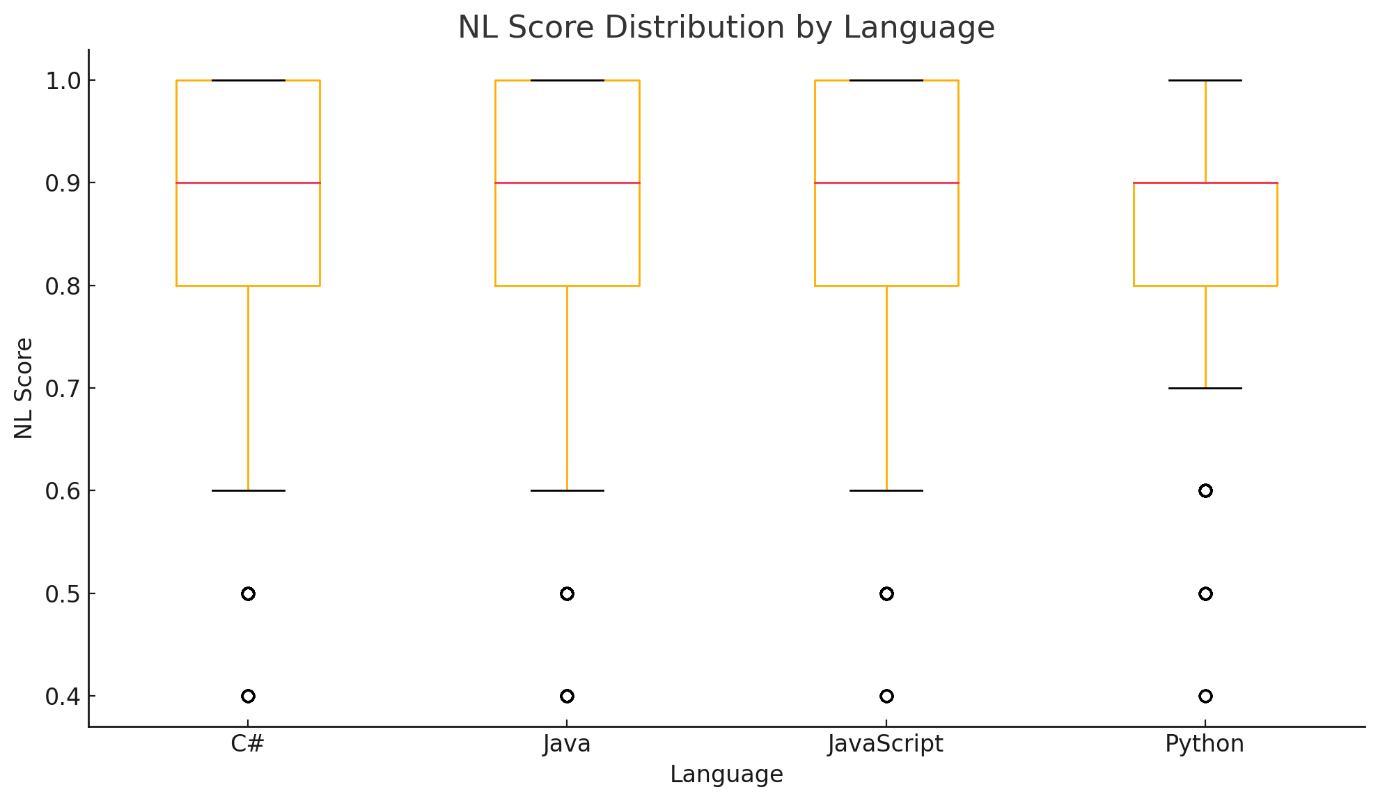 NL Score Distribution by Language
1.0
0.9
0.8
0.7
0.6
0.5
0.4
NL Score
C# Java JavaScript Python
Language